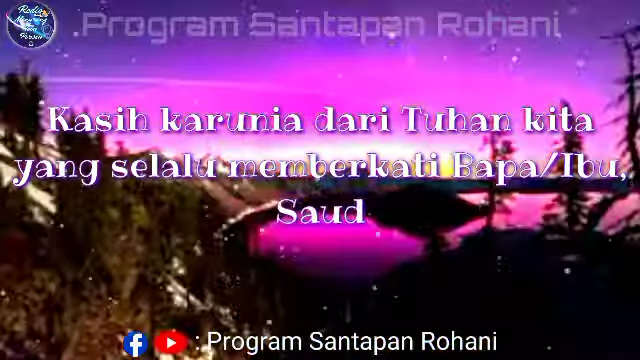 Program Santapan Rohani
Kasih karunia dari Tuhan kita
yang selalu memberkati Bapa/Ibu,
Saud
: Program Santapan Rohani